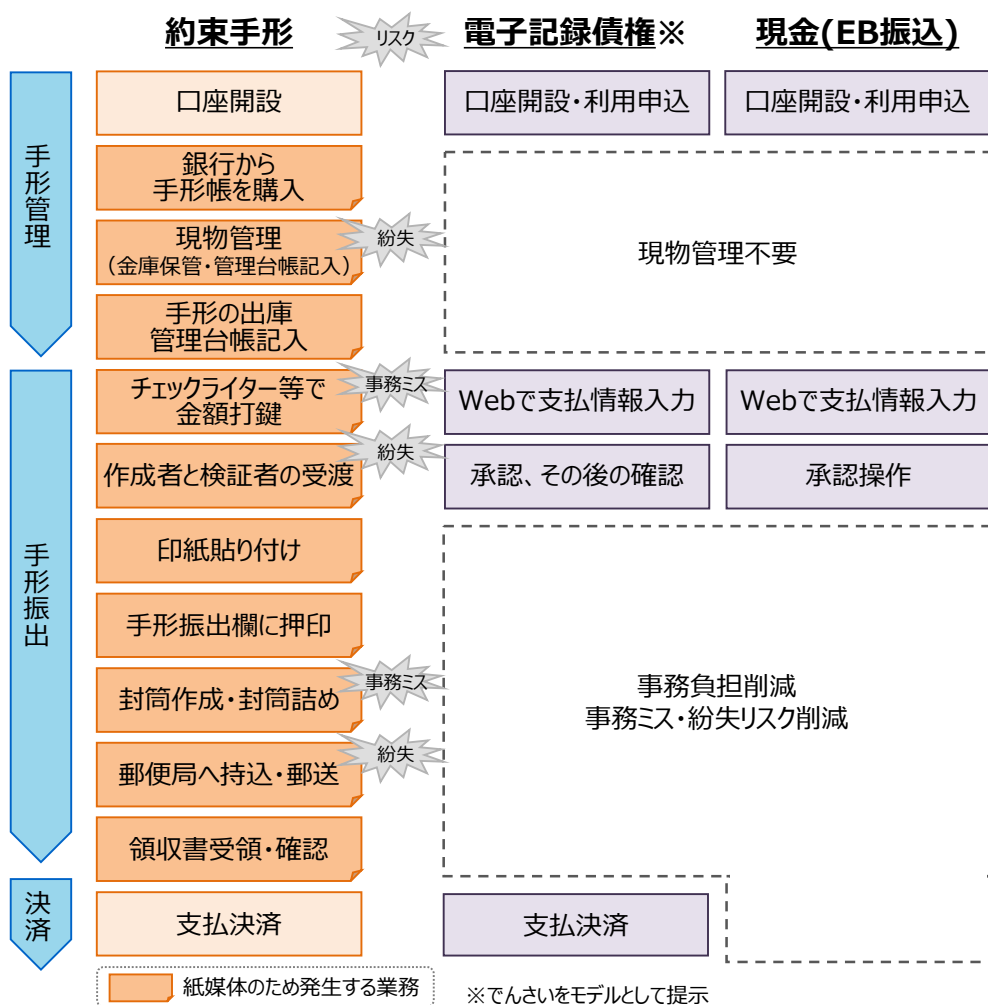 約束手形
リスク
電子記録債権※
現金(EB振込)
手形管理
口座開設
口座開設・利用申込
口座開設・利用申込
銀行から
手形帳を購入
現物管理
（金庫保管・管理台帳記入）
紛失
現物管理不要
手形の出庫
管理台帳記入
手形振出
チェックライター等で
金額打鍵
事務ミス
Webで支払情報入力
Webで支払情報入力
作成者と検証者の受渡
紛失
承認、その後の確認
承認操作
印紙貼り付け
手形振出欄に押印
封筒作成・封筒詰め
事務ミス
事務負担削減
事務ミス・紛失リスク削減
郵便局へ持込・郵送
紛失
領収書受領・確認
決済
支払決済
支払決済
紙媒体のため発生する業務
※でんさいをモデルとして提示